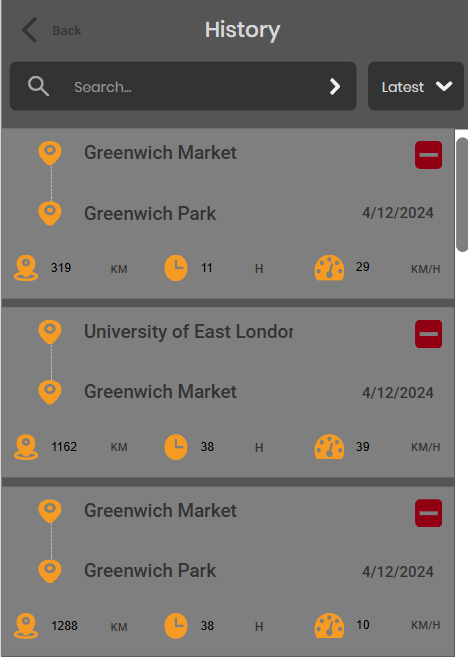 Back
History
Search...
Latest
Greenwich Market
Greenwich Park
4/12/2024
319 KM 11 H 29 KM/H
University of East Londor
Greenwich Market
4/12/2024
1162 KM 38 H 39 KM/H
Greenwich Market
Greenwich Park
4/12/2024
1288 KM 38 H 10 KM/H